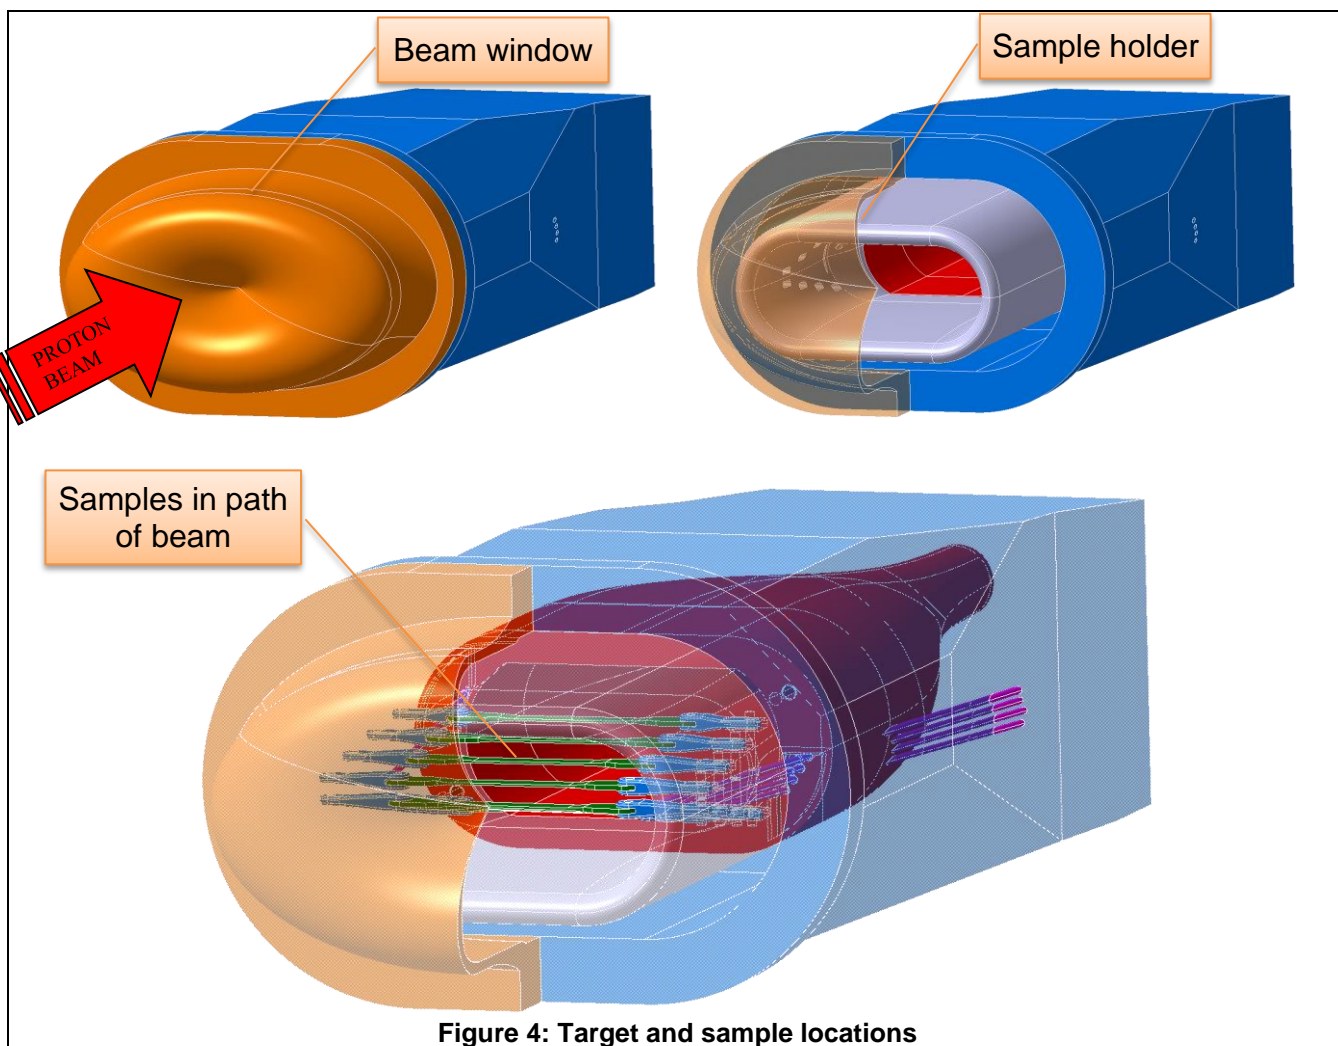 Beam window
Sample holder
PROTON
BEAM
Samples in path
of beam
Figure 4: Target and sample locations